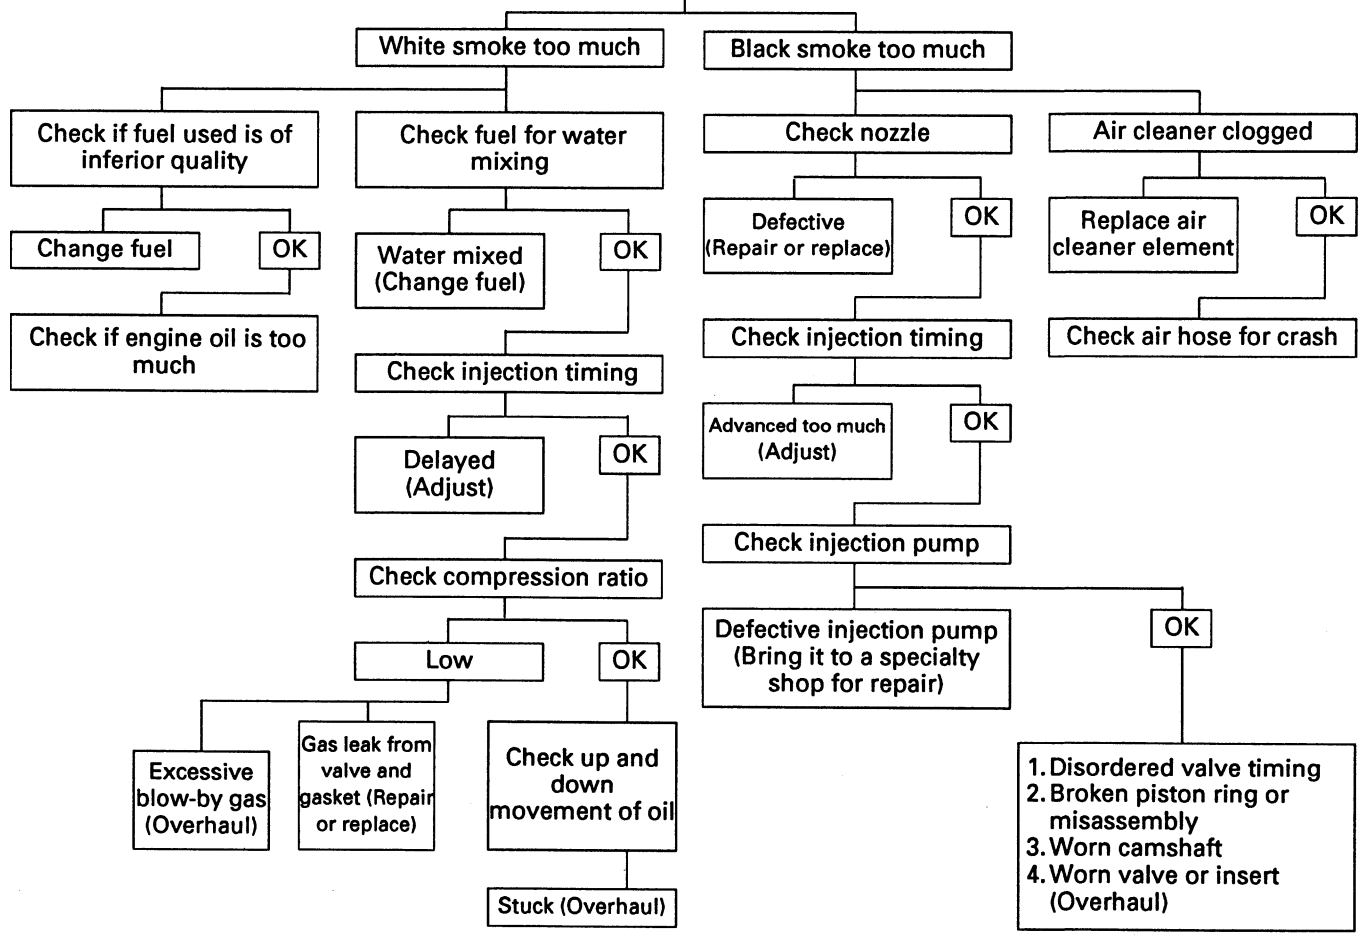 White smoke too much
Black smoke too much
Check if fuel used is of
inferior quality
Check fuel for water
mixing
Check nozzle
Air cleaner clogged
Change fuel
OK
Water mixed
(Change fuel)
OK
Defective
(Repair or replace)
OK
Replace air
cleaner element
OK
Check if engine oil is too
much
Check injection timing
Check injection timing
Check air hose for crash
Delayed
(Adjust)
OK
Advanced too much
(Adjust)
OK
Check compression ratio
Check injection pump
Low
OK
Defective injection pump
(Bring it to a specialty
shop for repair)
OK
Excessive
blow-by gas
(Overhaul)
Gas leak from
valve and
gasket (Repair
or replace)
Check up and
down
movement of oil
Stuck (Overhaul)
1. Disordered valve timing
2. Broken piston ring or
misassembly
3. Worn camshaft
4. Worn valve or insert
(Overhaul)